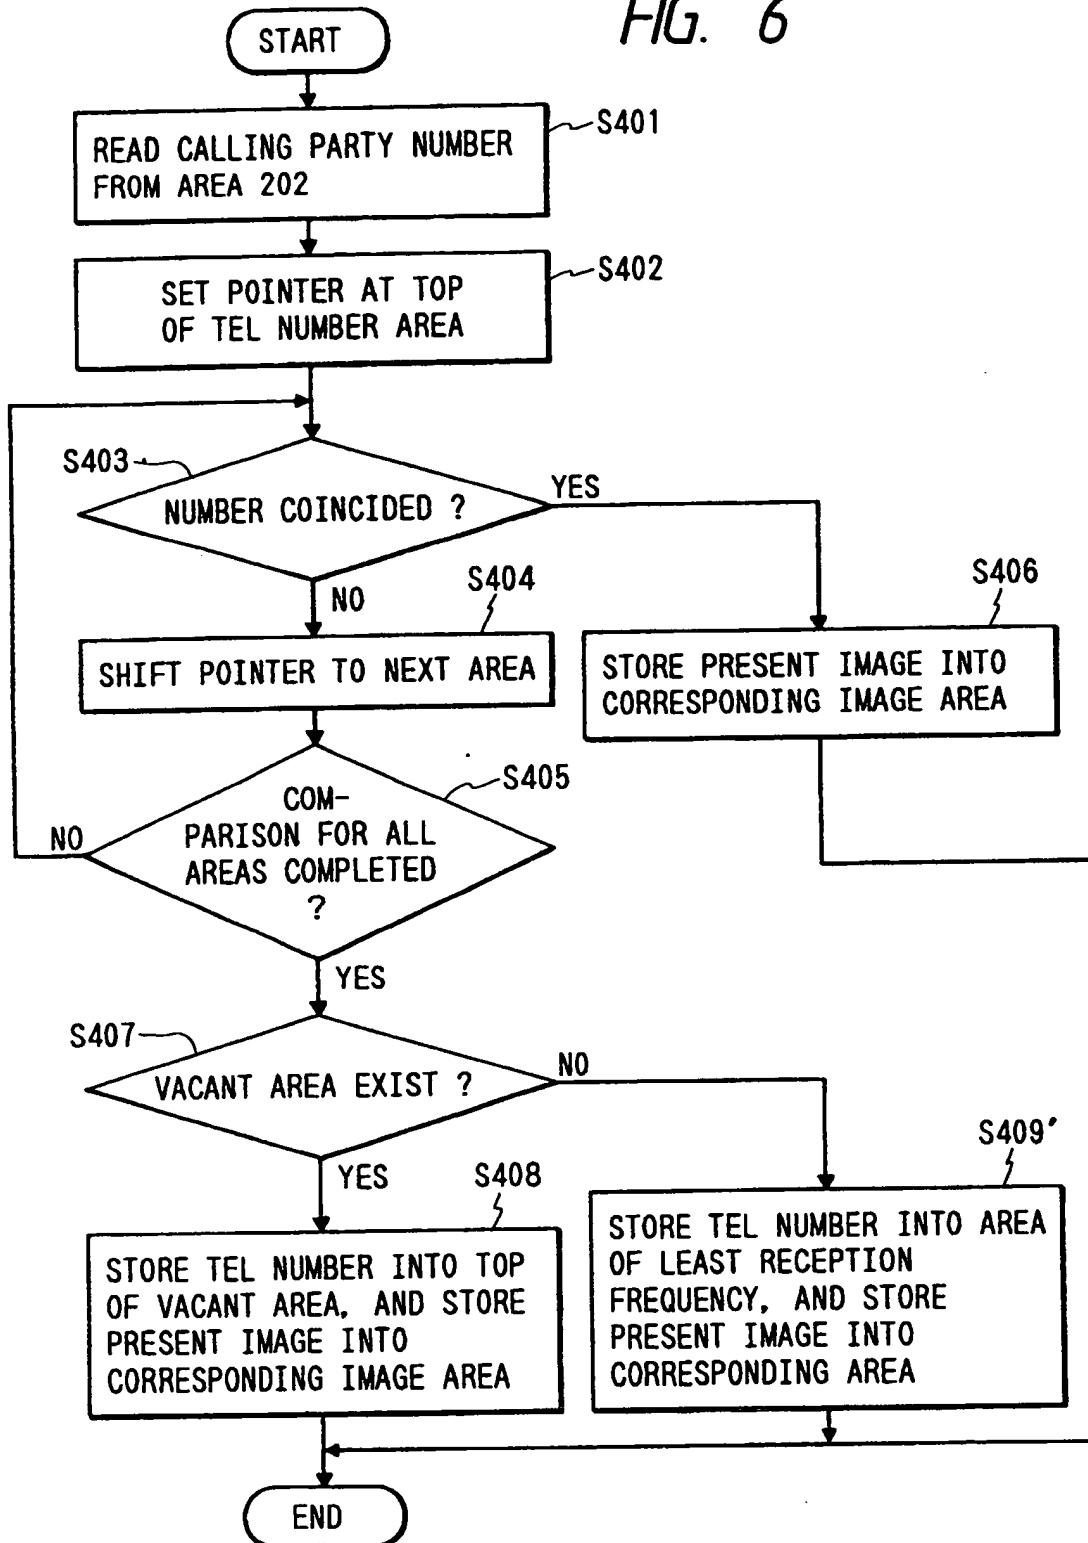 FIG. 6
START
READ CALLING PARTY NUMBER
FROM AREA 202
S401
SET POINTER AT TOP
OF TEL NUMBER AREA
S402
S403
NUMBER COINCIDED ?
YES
NO
S404
SHIFT POINTER TO NEXT AREA
S406
STORE PRESENT IMAGE INTO
CORRESPONDING IMAGE AREA
S405
COM-
PARISON FOR ALL
AREAS COMPLETED
?
NO
YES
S407
VACANT AREA EXIST ?
NO
YES
S408
STORE TEL NUMBER INTO TOP
OF VACANT AREA, AND STORE
PRESENT IMAGE INTO
CORRESPONDING IMAGE AREA
S409'
STORE TEL NUMBER INTO AREA
OF LEAST RECEPTION
FREQUENCY, AND STORE
PRESENT IMAGE INTO
CORRESPONDING AREA
END